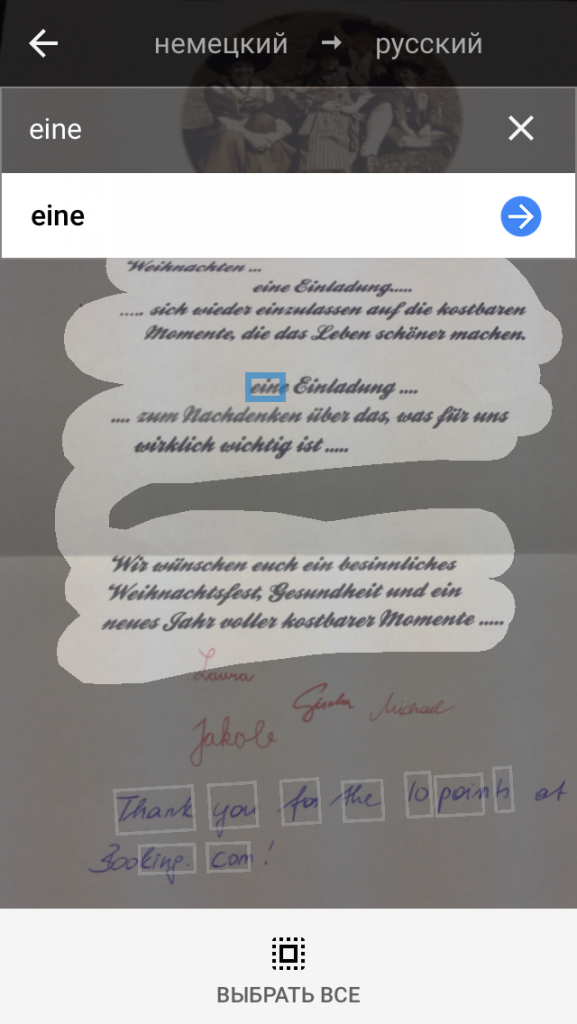 немецкий → русский
eine
eine
Weihnachten ...
eine Einladung.....
..... sich wieder einzulassen auf die kostbaren
Momente, die das Leben schöner machen.
eine Einladung ....
.... zum Nachdenken über das, was für uns
wirklich wichtig ist .....
Wir wünschen euch ein besinnliches
Weihnachtsfest, Gesundheit und ein
neues Jahr voller kostbarer Momente .....
Laura
Gisela Michael
Jakob
Thank you for the 10 points at
Booking.com!
ВЫБРАТЬ ВСЕ